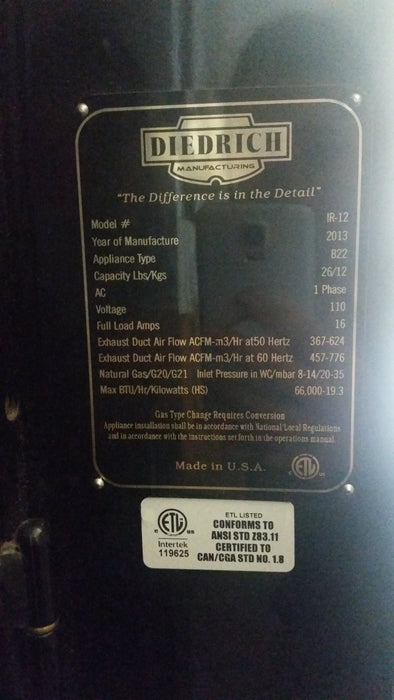 DIEDRICH
MANUFACTURING
"The Difference is in the Detail"
Model # IR-12
Year of Manufacture 2013
Appliance Type B22
Capacity Lbs/Kgs 26/12
AC 1 Phase
Voltage 110
Full Load Amps 16
Exhaust Duct Air Flow ACFM-m3/Hr at50 Hertz 367-624
Exhaust Duct Air Flow ACFM-m3/Hr at 60 Hertz 457-776
Natural Gas/G20/G21 Inlet Pressure in WC/mbar 8-14/20-35
Max BTU/Hr/Kilowatts (HS) 66,000-19.3
Gas Type Change Requires Conversion
Appliance installation shall be in accordance with National/Local Regulations
and in accordance with the instructions set forth in the operations manual
Made in U.S.A.
ETL
us
ETL LISTED
CONFORMS TO
ANSI STD Z83.11
CERTIFIED TO
CAN/CGA STD NO. 1.8
c ETL us
Intertek
119625